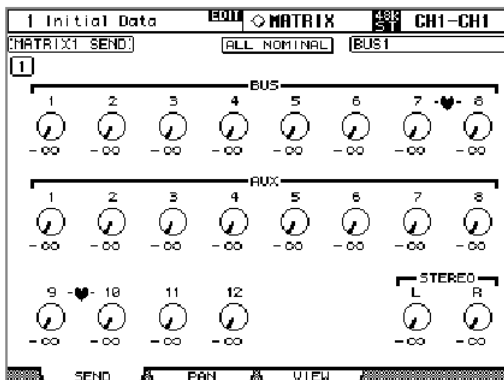 1 Initial Data EDIT MATRIX 48k ST CH1-CH1
MATRIX1 SEND ALL NOMINAL BUS1
1
BUS
1 2 3 4 5 6 7 8
-∞ -∞ -∞ -∞ -∞ -∞ -∞ -∞
AUX
1 2 3 4 5 6 7 8
-∞ -∞ -∞ -∞ -∞ -∞ -∞ -∞
STEREO
9 10 11 12 L R
-∞ -∞ -∞ -∞ -∞ -∞
SEND PAN VIEW